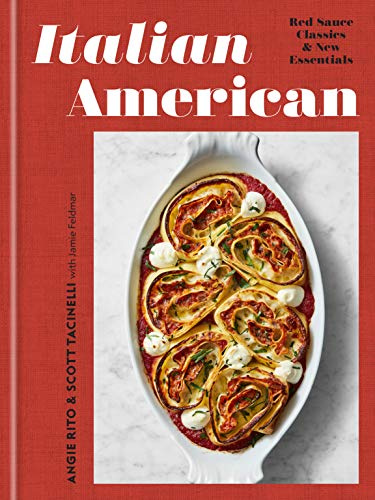 Italian
American
Red Sauce
Classics
& New
Essentials
ANGIE RITO & SCOTT TACINELLI with Jamie Feldmar